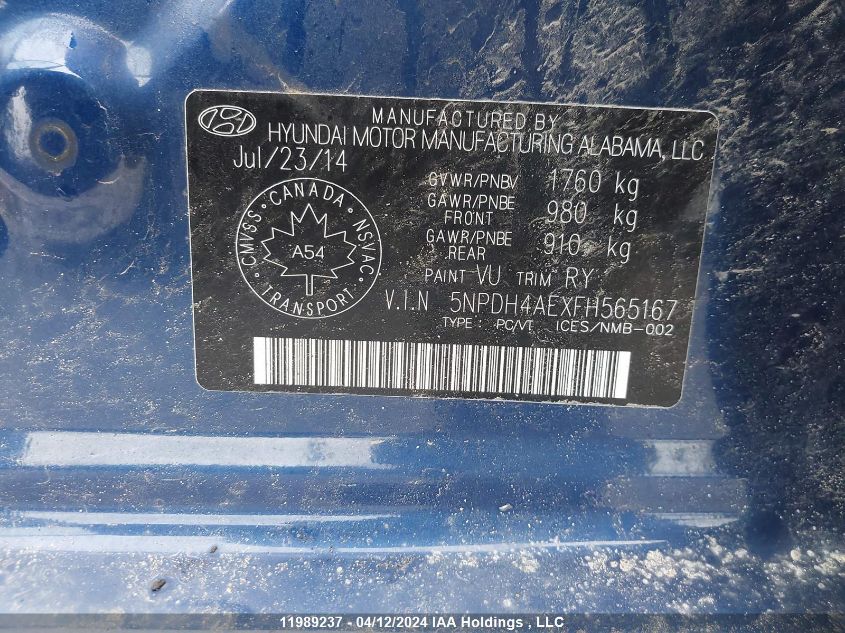 MANUFACTURED BY
HYUNDAI MOTOR MANUFACTURING ALABAMA, LLC
Jul/23/14
GVWR/PNBV 1760 kg
GAWR/PNBE FRONT 980 kg
GAWR/PNBE REAR 910 kg
CANADA
CMVSS NSVAC
A54
TRANSPORT
PAINT VU TRIM RY
V.I.N 5NPDH4AEXFH565167
TYPE : PC/VT ICES/NMB-002
11989237 - 04/12/2024 IAA Holdings , LLC